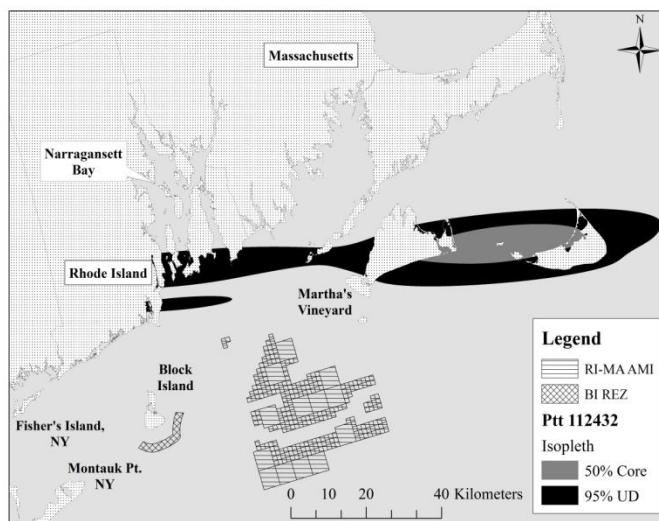 N
Massachusetts
Narragansett
Bay
Rhode Island
Martha's
Vineyard
Block
Island
Fisher's Island,
NY
Montauk Pt.
NY
0 10 20 40 Kilometers
Legend
RI-MA AMI
BI REZ
Ptt 112432
Isopleth
50% Core
95% UD